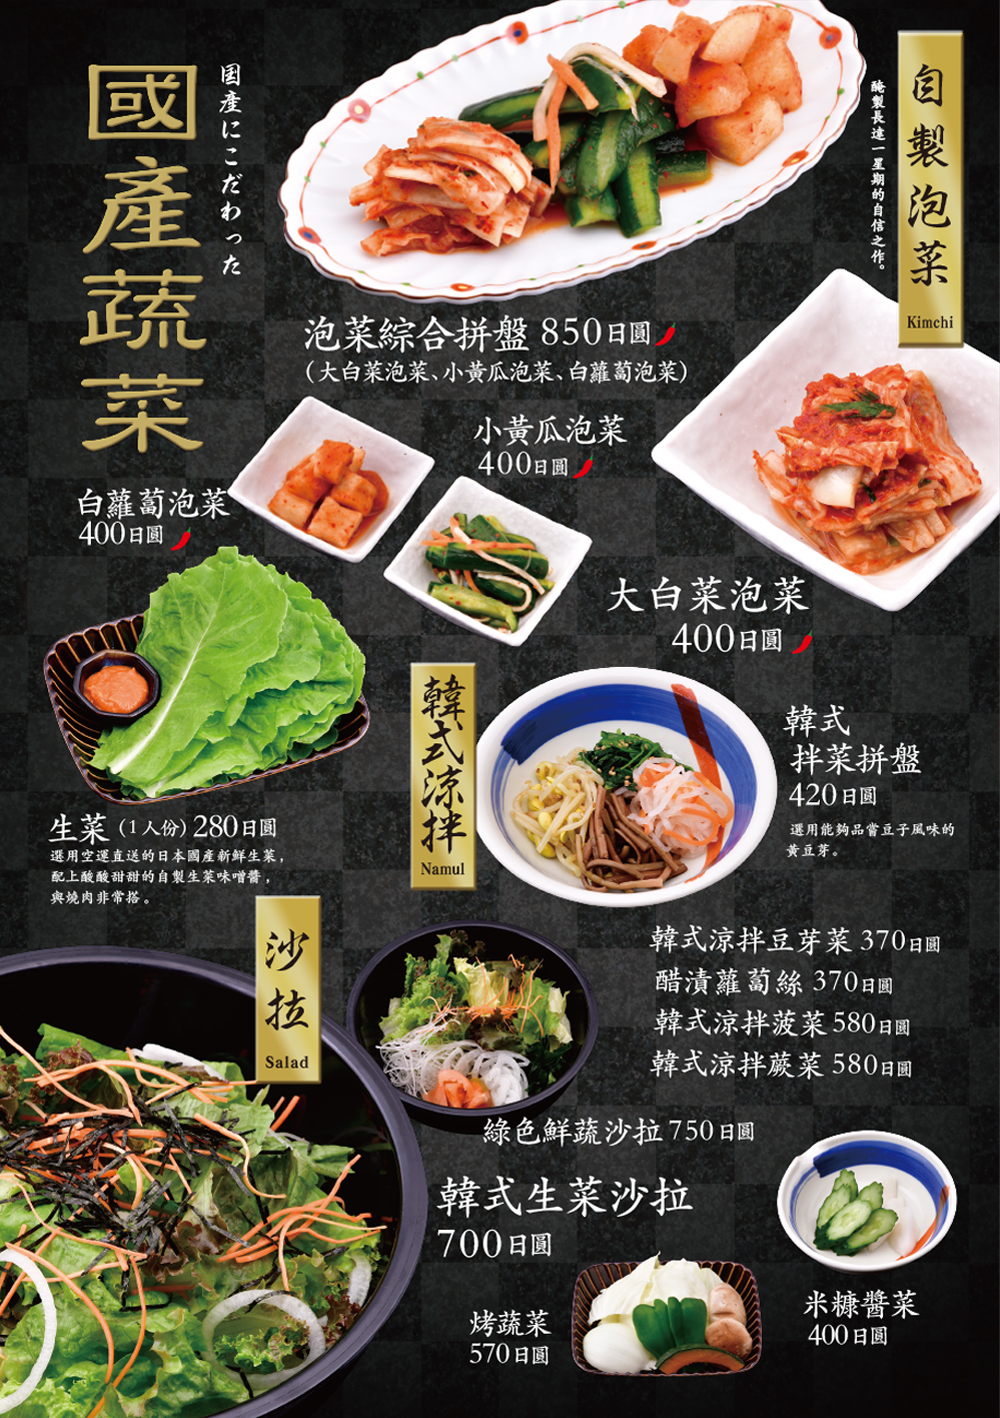 国産にこだわった
國產蔬菜
自製泡菜
Kimchi
醃製長達一星期的自信之作。
泡菜綜合拼盤 850日圓
(大白菜泡菜、小黃瓜泡菜、白蘿蔔泡菜)
小黃瓜泡菜
400日圓
白蘿蔔泡菜
400日圓
大白菜泡菜
400日圓
生菜 (1人份) 280日圓
選用空運直送的日本國產新鮮生菜,
配上酸酸甜甜的自製生菜味噌醬,
與燒肉非常搭。
韓式涼拌
Namul
韓式
拌菜拼盤
420日圓
選用能夠品嘗豆子風味的
黃豆芽。
韓式涼拌豆芽菜 370日圓
醋漬蘿蔔絲 370日圓
韓式涼拌菠菜 580日圓
韓式涼拌蕨菜 580日圓
沙拉
Salad
綠色鮮蔬沙拉 750日圓
韓式生菜沙拉
700日圓
烤蔬菜
570日圓
米糠醬菜
400日圓